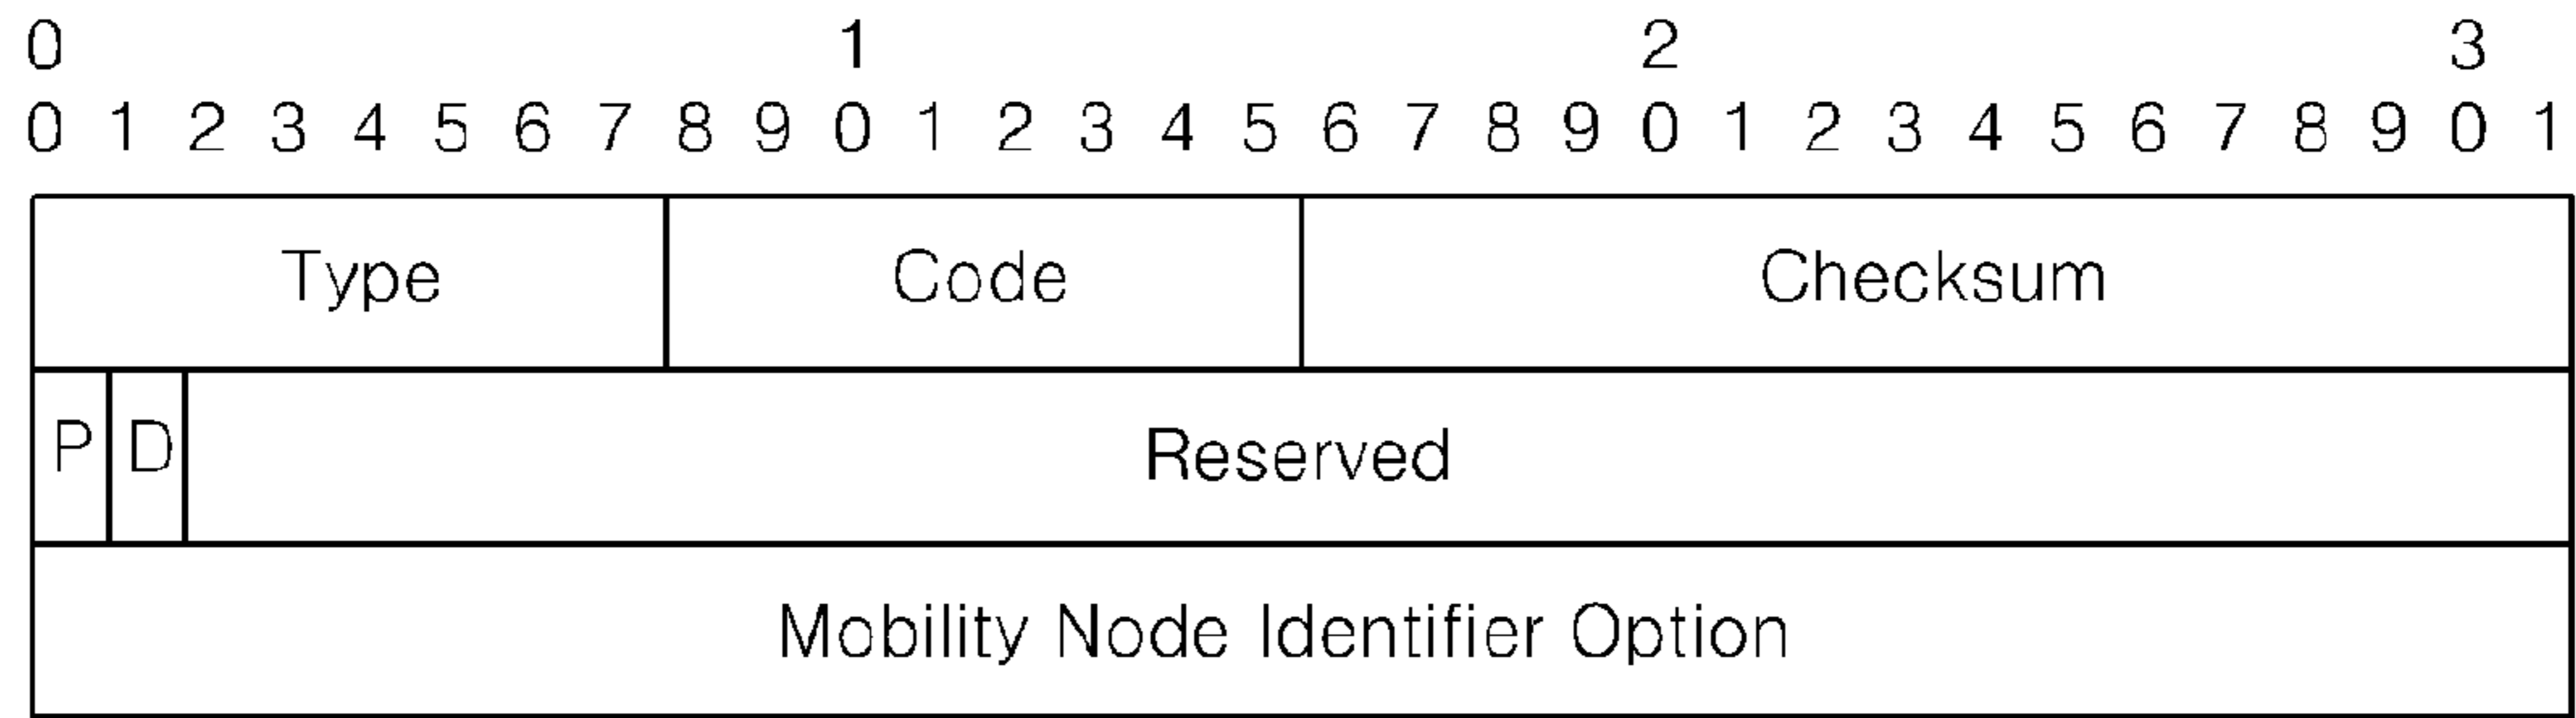 0 1 2 3
0 1 2 3 4 5 6 7 8 9 0 1 2 3 4 5 6 7 8 9 0 1 2 3 4 5 6 7 8 9 0 1
Type Code Checksum
P D Reserved
Mobility Node Identifier Option